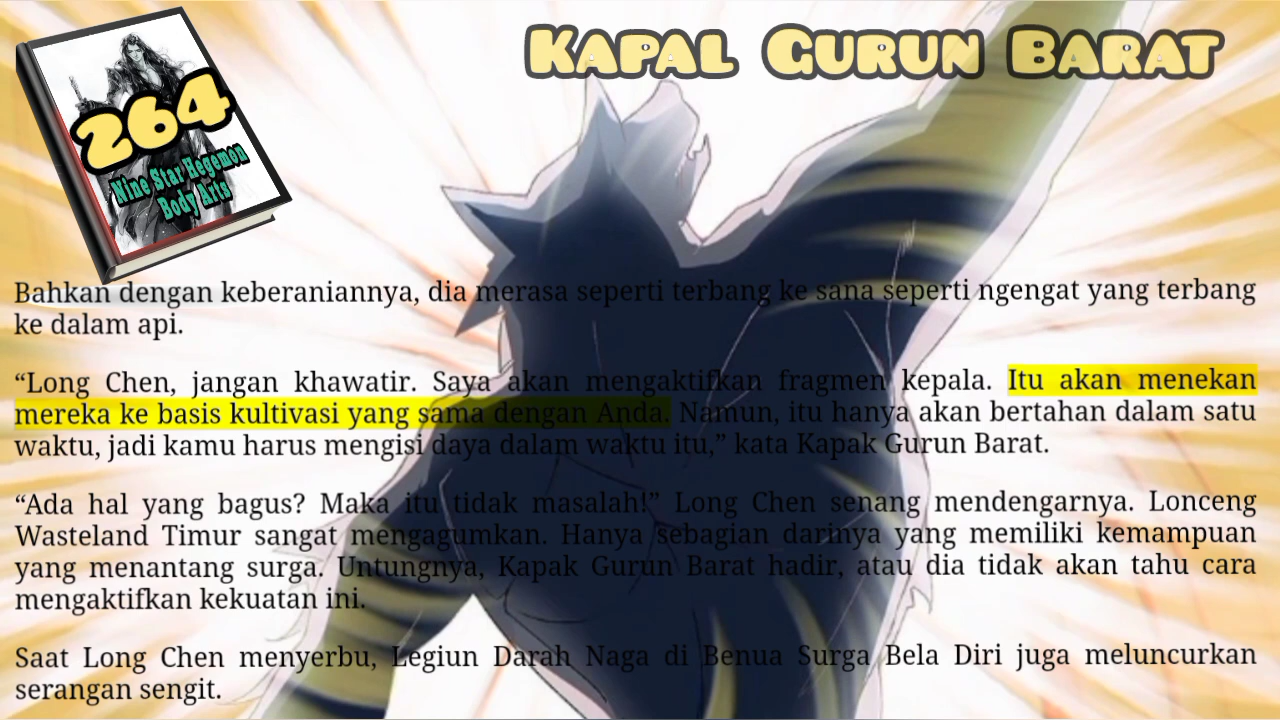 KAPAL GURUN BARAT
264
Nine Star Hegemon
Body Arts
Bahkan dengan keberaniannya, dia merasa seperti terbang ke sana seperti ngengat yang terbang
ke dalam api.
“Long Chen, jangan khawatir. Saya akan mengaktifkan fragmen kepala. Itu akan menekan
mereka ke basis kultivasi yang sama dengan Anda. Namun, itu hanya akan bertahan dalam satu
waktu, jadi kamu harus mengisi daya dalam waktu itu,” kata Kapak Gurun Barat.
“Ada hal yang bagus? Maka itu tidak masalah!” Long Chen senang mendengarnya. Lonceng
Wasteland Timur sangat mengagumkan. Hanya sebagian darinya yang memiliki kemampuan
yang menantang surga. Untungnya, Kapak Gurun Barat hadir, atau dia tidak akan tahu cara
mengaktifkan kekuatan ini.
Saat Long Chen menyerbu, Legiun Darah Naga di Benua Surga Bela Diri juga meluncurkan
serangan sengit.